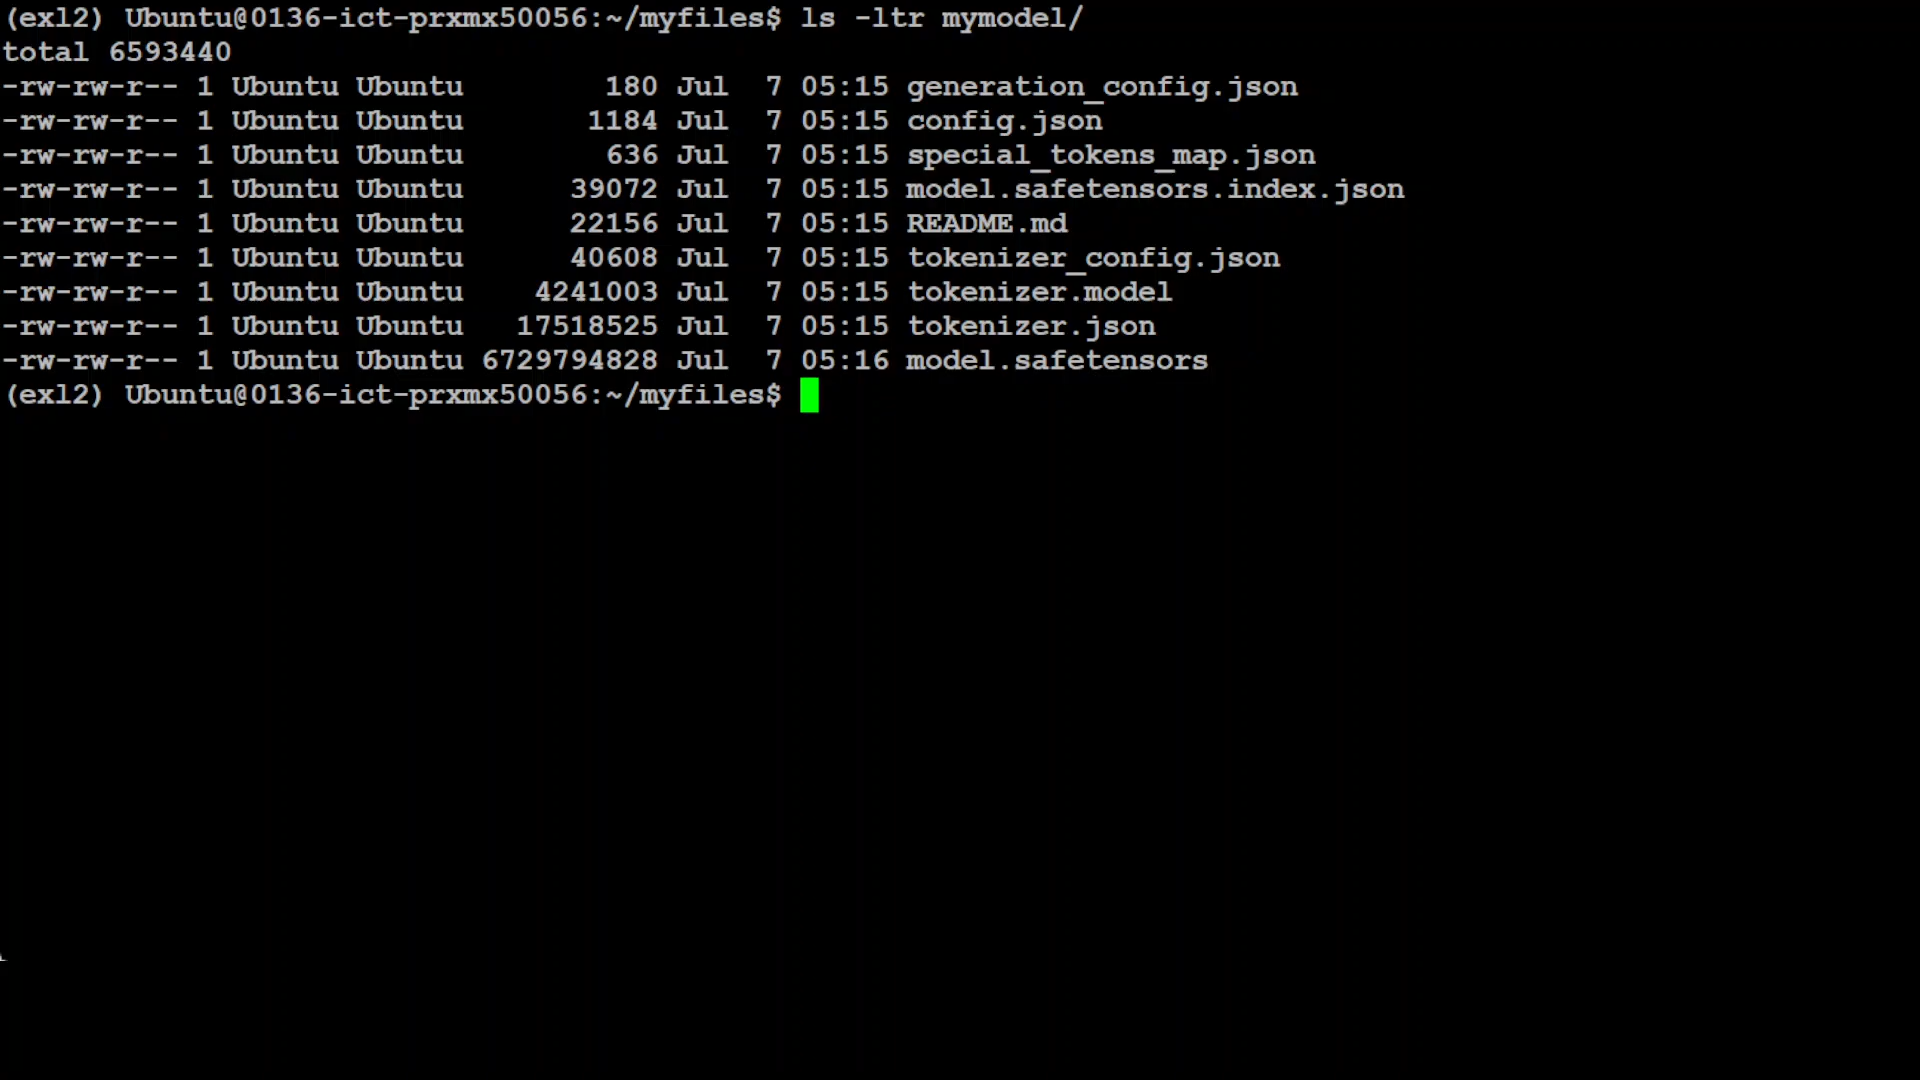 (exl2) Ubuntu@0136-ict-prxmx50056:~/myfiles$ ls -ltr mymodel/
total 6593440
-rw-rw-r-- 1 Ubuntu Ubuntu        180 Jul  7 05:15 generation_config.json
-rw-rw-r-- 1 Ubuntu Ubuntu       1184 Jul  7 05:15 config.json
-rw-rw-r-- 1 Ubuntu Ubuntu        636 Jul  7 05:15 special_tokens_map.json
-rw-rw-r-- 1 Ubuntu Ubuntu      39072 Jul  7 05:15 model.safetensors.index.json
-rw-rw-r-- 1 Ubuntu Ubuntu      22156 Jul  7 05:15 README.md
-rw-rw-r-- 1 Ubuntu Ubuntu      40608 Jul  7 05:15 tokenizer_config.json
-rw-rw-r-- 1 Ubuntu Ubuntu    4241003 Jul  7 05:15 tokenizer.model
-rw-rw-r-- 1 Ubuntu Ubuntu   17518525 Jul  7 05:15 tokenizer.json
-rw-rw-r-- 1 Ubuntu Ubuntu 6729794828 Jul  7 05:16 model.safetensors
(exl2) Ubuntu@0136-ict-prxmx50056:~/myfiles$